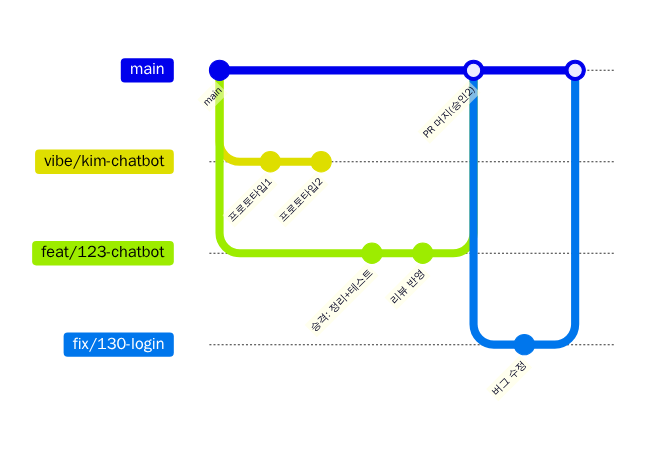 main
main
PR 머지(승인2)
vibe/kim-chatbot
프로토타입1
프로토타입2
feat/123-chatbot
승격: 정리+테스트
리뷰 반영
fix/130-login
버그 수정